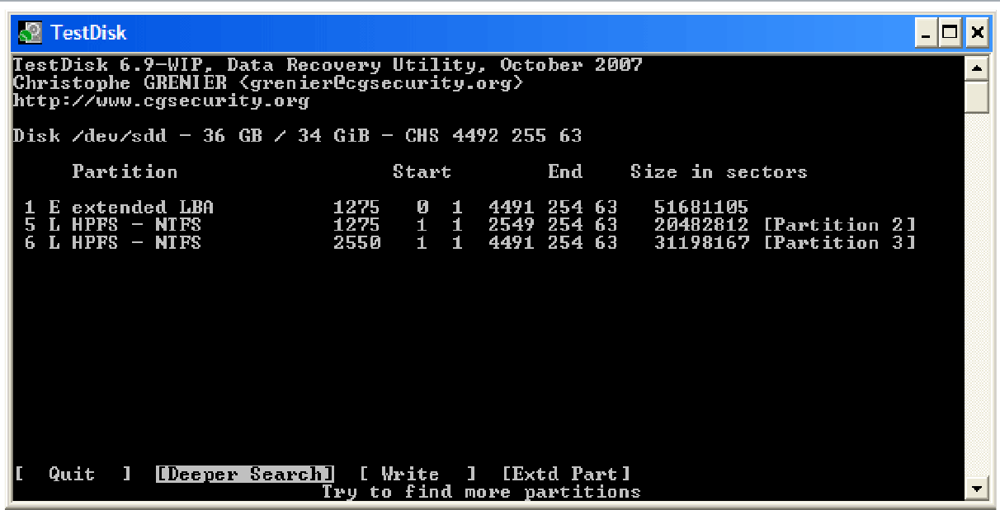 TestDisk
TestDisk 6.9-WIP, Data Recovery Utility, October 2007
Christophe GRENIER <grenier@cgsecurity.org>
http://www.cgsecurity.org
Disk /dev/sdd - 36 GB / 34 GiB - CHS 4492 255 63
Partition Start End Size in sectors
1 E extended LBA 1275 0 1 4491 254 63 51681105
5 L HPFS - NTFS 1275 1 1 2549 254 63 20482812 [Partition 2]
6 L HPFS - NTFS 2550 1 1 4491 254 63 31198167 [Partition 3]
[ Quit ] [Deeper Search] [ Write ] [Extd Part]
Try to find more partitions